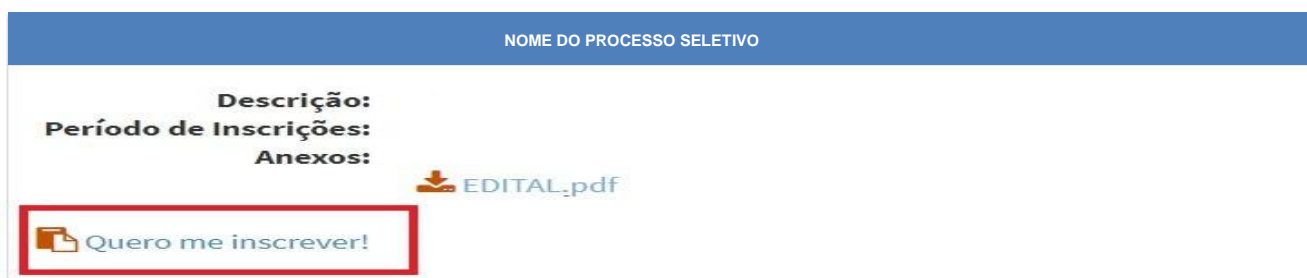 NOME DO PROCESSO SELETIVO
Descrição:
Período de Inscrições:
Anexos:
EDITAL.pdf
Quero me inscrever!